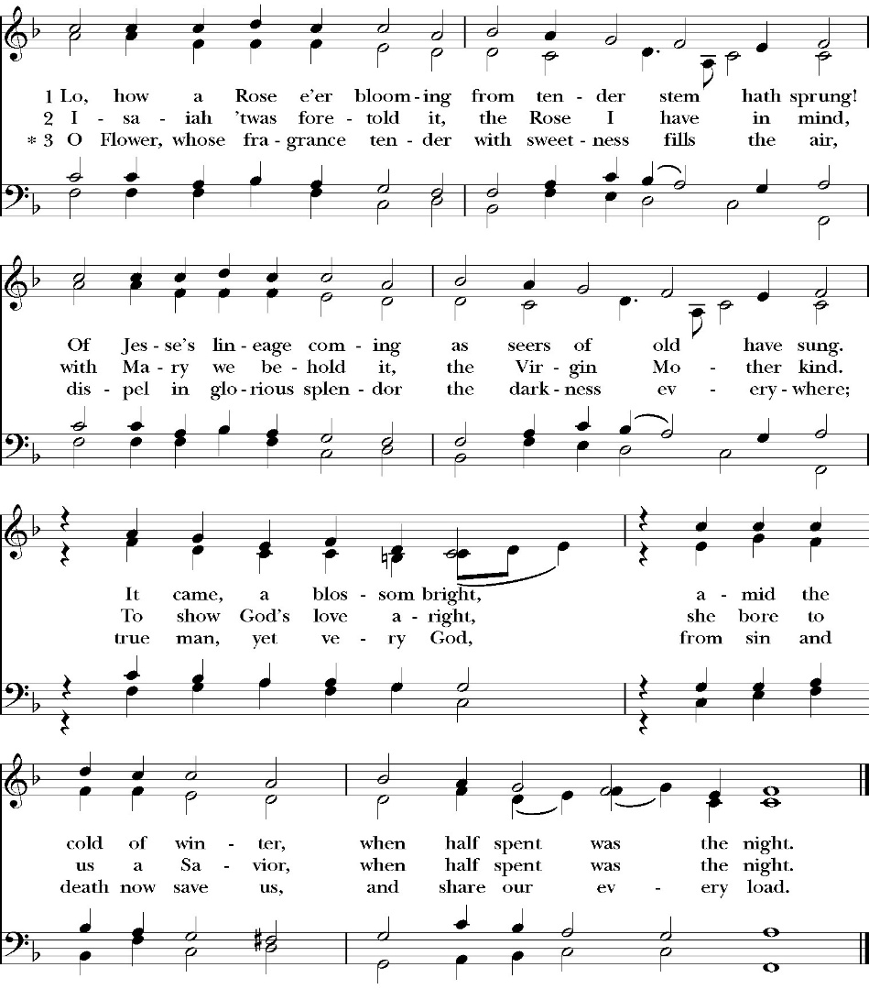 1 Lo, how a Rose e'er bloom - ing from ten - der stem hath sprung!
2 I - sa - iah 'twas fore - told it, the Rose I have in mind,
* 3 O Flower, whose fra - grance ten - der with sweet - ness fills the air,
Of Jes - se's lin - eage com - ing as seers of old have sung.
with Ma - ry we be - hold it, the Vir - gin Mo - ther kind.
dis - pel in glo - rious splen - dor the dark - ness ev - ery - where;
It came, a blos - som bright, a - mid the
To show God's love a - right, she bore to
true man, yet ve - ry God, from sin and
cold of win - ter, when half spent was the night.
us a Sa - vior, when half spent was the night.
death now save us, and share our ev - ery load.